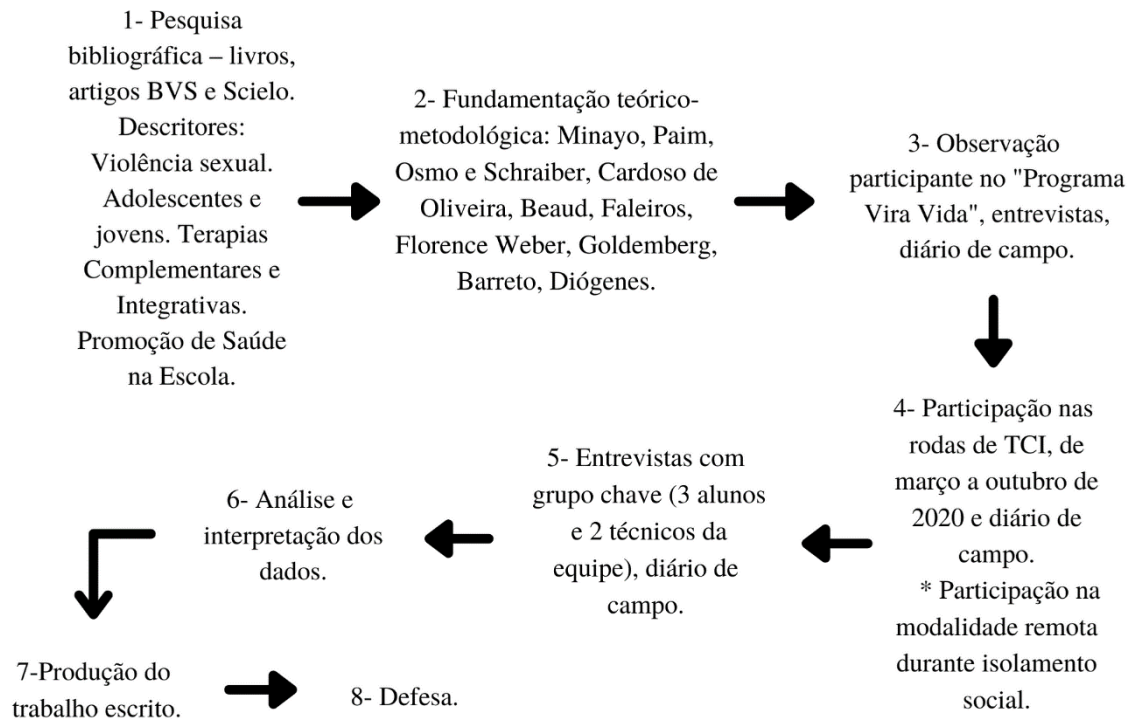 1- Pesquisa
bibliográfica – livros,
artigos BVS e Scielo.
Descritores:
Violência sexual.
Adolescentes e
jovens. Terapias
Complementares e
Integrativas.
Promoção de Saúde
na Escola.
2- Fundamentação teórico-
metodológica: Minayo, Paim,
Osmo e Schraiber, Cardoso de
Oliveira, Beaud, Faleiros,
Florence Weber, Goldemberg,
Barreto, Diógenes.
3- Observação
participante no "Programa
Vira Vida", entrevistas,
diário de campo.
4- Participação nas
rodas de TCI, de
março a outubro de
2020 e diário de
campo.
* Participação na
modalidade remota
durante isolamento
social.
5- Entrevistas com
grupo chave (3 alunos
e 2 técnicos da
equipe), diário de
campo.
6- Análise e
interpretação dos
dados.
7-Produção do
trabalho escrito.
8- Defesa.